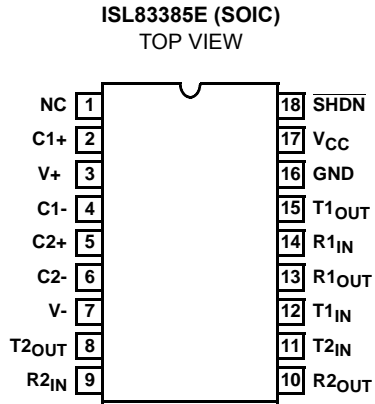 ISL83385E (SOIC)
TOP VIEW
NC 1 18 SHDN
C1+ 2 17 VCC
V+ 3 16 GND
C1- 4 15 T1OUT
C2+ 5 14 R1IN
C2- 6 13 R1OUT
V- 7 12 T1IN
T2OUT 8 11 T2IN
R2IN 9 10 R2OUT